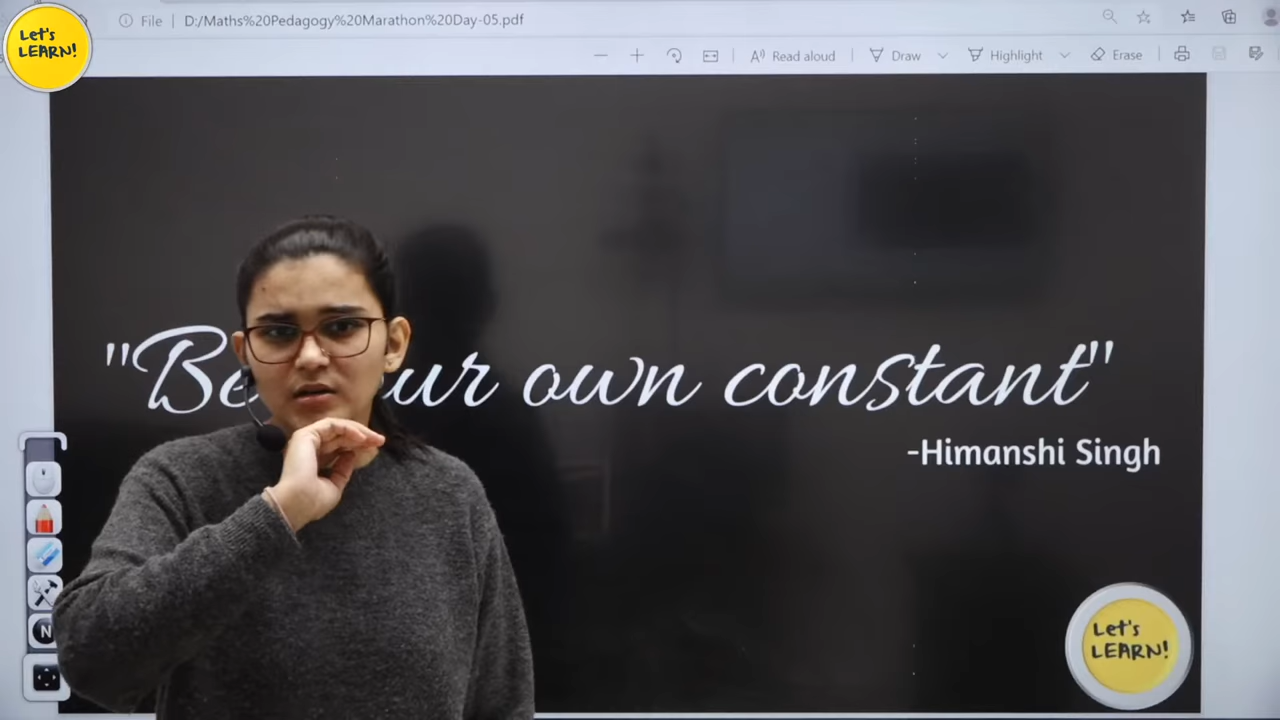 Let's
LEARN!
File
D:/Maths%20Pedagogy%20Marathon%20Day-05.pdf
Read aloud
Draw
Highlight
Erase
"Be ur own constant"
-Himanshi Singh
N
Let's
LEARN!